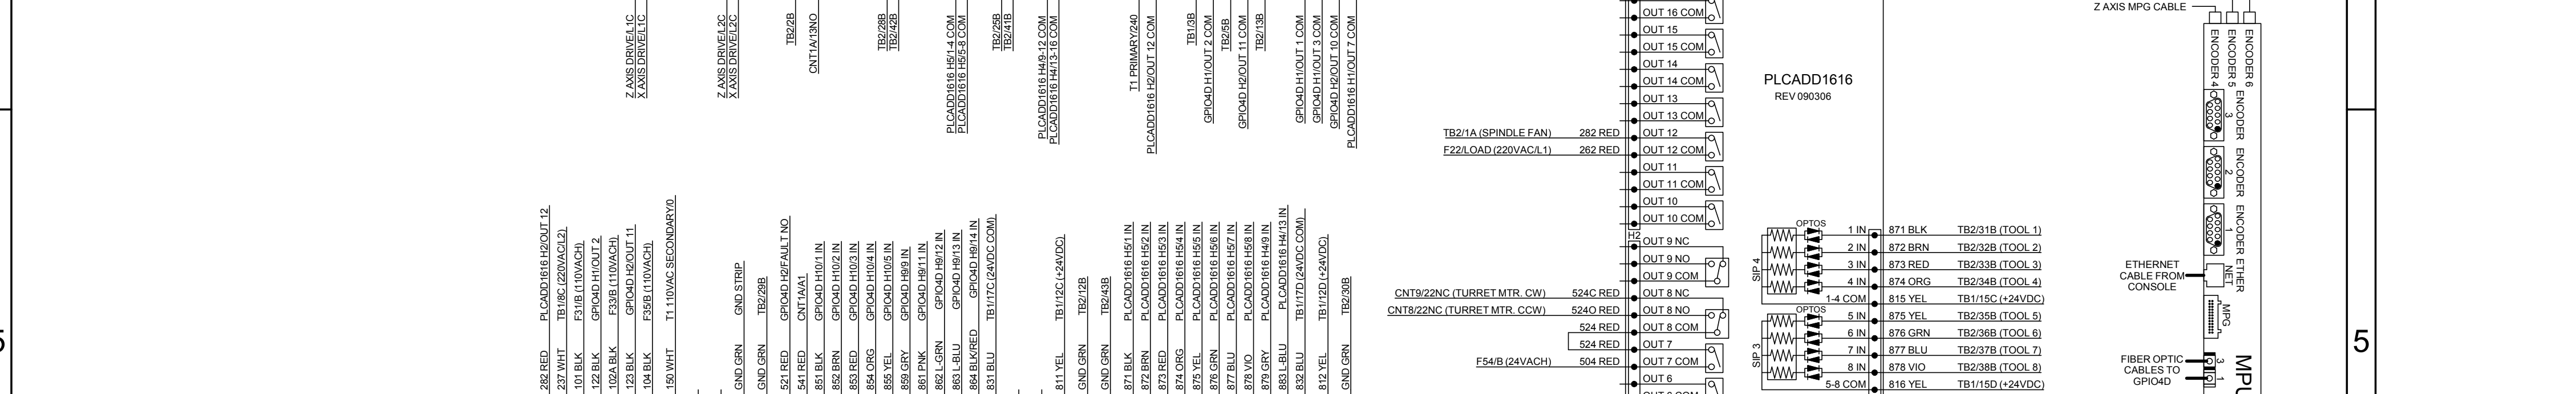 Z AXIS DRIVE/L1C
X AXIS DRIVE/L1C
Z AXIS DRIVE/L2C
X AXIS DRIVE/L2C
TB2/2B
CNT1A/13NO
TB2/28B
TB2/42B
PLCADD1616 H5/1-4 COM
PLCADD1616 H5/5-8 COM
TB2/25B
TB2/41B
PLCADD1616 H4/9-12 COM
PLCADD1616 H4/13-16 COM
T1 PRIMARY/240
PLCADD1616 H2/OUT 12 COM
TB1/3B
GPIO4D H1/OUT 2 COM
TB2/5B
GPIO4D H2/OUT 11 COM
TB2/13B
GPIO4D H1/OUT 1 COM
GPIO4D H1/OUT 3 COM
GPIO4D H2/OUT 10 COM
PLCADD1616 H1/OUT 7 COM
282 RED PLCADD1616 H2/OUT 12
237 WHT TB1/8C (220VAC/L2)
101 BLK F31/B (110VACH)
122 BLK GPIO4D H1/OUT 2
102A BLK F33/B (110VACH)
123 BLK GPIO4D H2/OUT 11
104 BLK F35/B (110VACH)
150 WHT T1 110VAC SECONDARY/0
GND GRN GND STRIP
GND GRN TB2/29B
521 RED GPIO4D H2/FAULT NO
541 RED CNT1A/A1
851 BLK GPIO4D H10/1 IN
852 BRN GPIO4D H10/2 IN
853 RED GPIO4D H10/3 IN
854 ORG GPIO4D H10/4 IN
855 YEL GPIO4D H10/5 IN
859 GRY GPIO4D H9/9 IN
861 PNK GPIO4D H9/11 IN
862 L-GRN GPIO4D H9/12 IN
863 L-BLU GPIO4D H9/13 IN
864 BLK/RED GPIO4D H9/14 IN
831 BLU TB1/17C (24VDC COM)
811 YEL TB1/12C (+24VDC)
GND GRN TB2/12B
GND GRN TB2/43B
871 BLK PLCADD1616 H5/1 IN
872 BRN PLCADD1616 H5/2 IN
873 RED PLCADD1616 H5/3 IN
874 ORG PLCADD1616 H5/4 IN
875 YEL PLCADD1616 H5/5 IN
876 GRN PLCADD1616 H5/6 IN
877 BLU PLCADD1616 H5/7 IN
878 VIO PLCADD1616 H5/8 IN
879 GRY PLCADD1616 H4/9 IN
883 L-BLU PLCADD1616 H4/13 IN
832 BLU TB1/17D (24VDC COM)
812 YEL TB1/12D (+24VDC)
GND GRN TB2/30B
OUT 16 COM
OUT 15
OUT 15 COM
OUT 14
OUT 14 COM
OUT 13
OUT 13 COM
TB2/1A (SPINDLE FAN) 282 RED OUT 12
F22/LOAD (220VAC/L1) 262 RED OUT 12 COM
OUT 11
OUT 11 COM
OUT 10
OUT 10 COM
H2
OUT 9 NC
OUT 9 NO
OUT 9 COM
CNT9/22NC (TURRET MTR. CW) 524C RED OUT 8 NC
CNT8/22NC (TURRET MTR. CCW) 524O RED OUT 8 NO
524 RED OUT 8 COM
524 RED OUT 7
F54/B (24VACH) 504 RED OUT 7 COM
OUT 6
PLCADD1616
REV 090306
OPTOS
SIP 4
1 IN 871 BLK TB2/31B (TOOL 1)
2 IN 872 BRN TB2/32B (TOOL 2)
3 IN 873 RED TB2/33B (TOOL 3)
4 IN 874 ORG TB2/34B (TOOL 4)
1-4 COM 815 YEL TB1/15C (+24VDC)
OPTOS
SIP 3
5 IN 875 YEL TB2/35B (TOOL 5)
6 IN 876 GRN TB2/36B (TOOL 6)
7 IN 877 BLU TB2/37B (TOOL 7)
8 IN 878 VIO TB2/38B (TOOL 8)
5-8 COM 816 YEL TB1/15D (+24VDC)
Z AXIS MPG CABLE
ENCODER 4
ENCODER 5
ENCODER 6
ENCODER 3
ENCODER 2
ENCODER 1
ETHER
NET
ETHERNET
CABLE FROM
CONSOLE
MPG
FIBER OPTIC
CABLES TO
GPIO4D
3
1
5